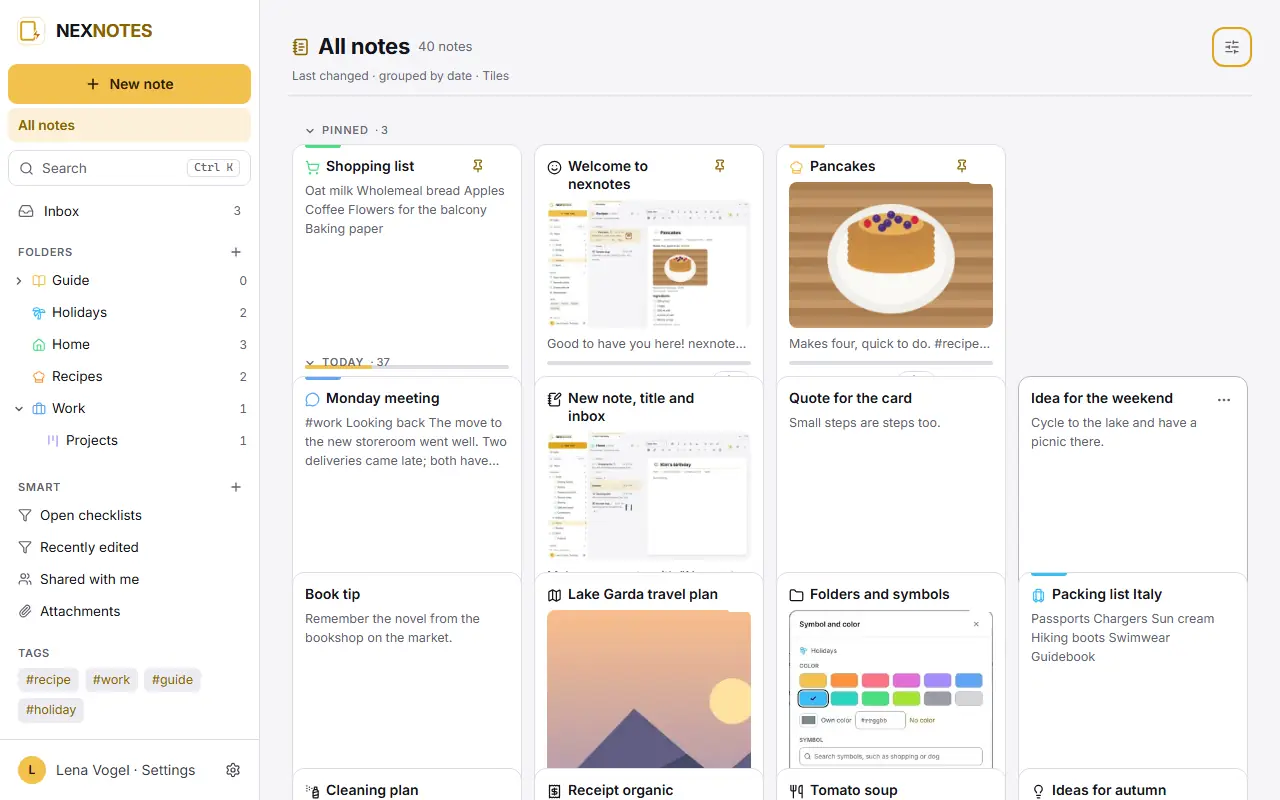 NEXNOTES
New note
All notes
Search Ctrl K
Inbox 3
FOLDERS
Guide 0
Holidays 2
Home 3
Recipes 2
Work 1
Projects 1
SMART
Open checklists
Recently edited
Shared with me
Attachments
TAGS
#recipe #work #guide
#holiday
L Lena Vogel · Settings
All notes 40 notes
Last changed · grouped by date · Tiles
PINNED · 3
Shopping list
Oat milk Wholemeal bread Apples
Coffee Flowers for the balcony
Baking paper
Welcome to
nexnotes
Pancakes
Ingredients
Good to have you here! nexnote...
Pancakes
Makes four, quick to do. #recipe...
TODAY · 37
Monday meeting
#work Looking back The move to
the new storeroom went well. Two
deliveries came late; both have...
New note, title and
inbox
Quote for the card
Small steps are steps too.
Idea for the weekend
Cycle to the lake and have a
picnic there.
Book tip
Remember the novel from the
bookshop on the market.
Lake Garda travel plan
Folders and symbols
Symbol and color
Holidays
COLOR
Own color #rrggbb No color
SYMBOL
Search symbols, such as shopping or dog
Packing list Italy
Passports Chargers Sun cream
Hiking boots Swimwear
Guidebook
Cleaning plan
Receipt organic
Tomato soup
Ideas for autumn